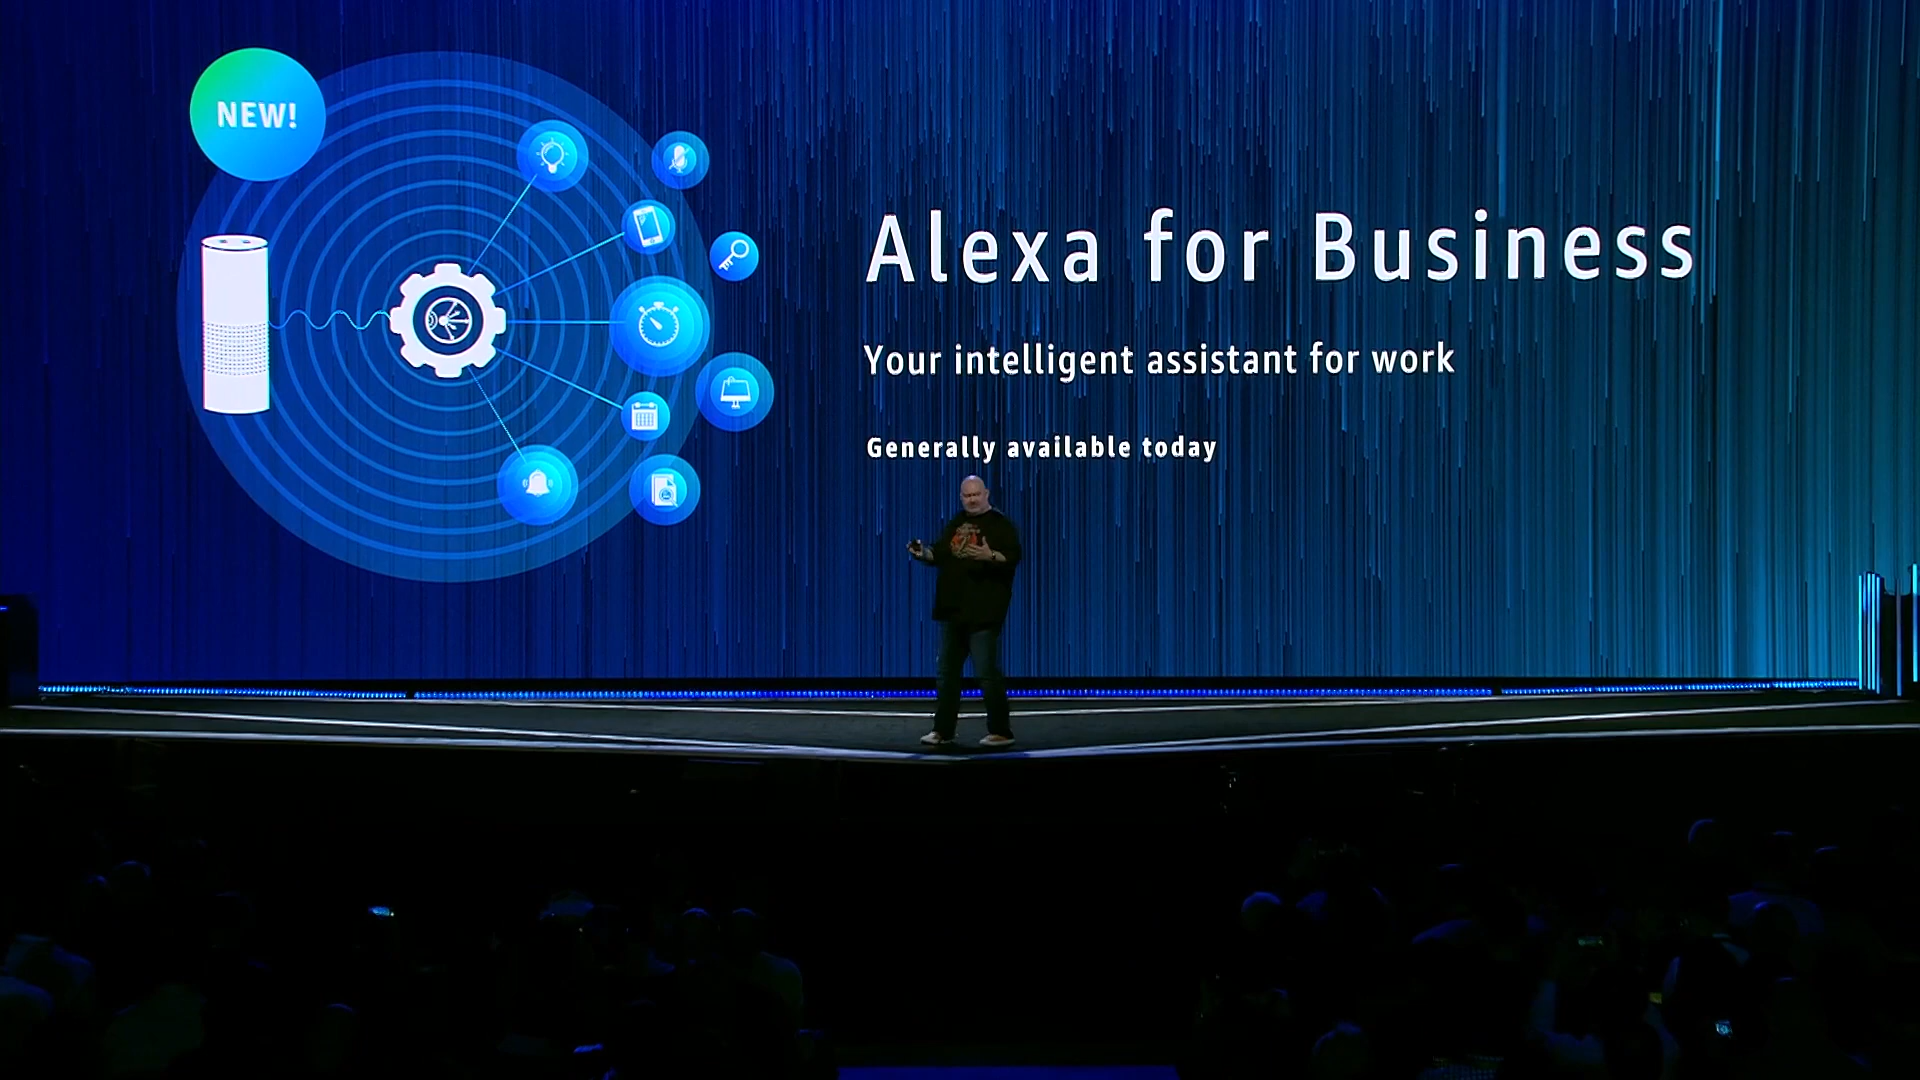 NEW!
Alexa for Business
Your intelligent assistant for work
Generally available today